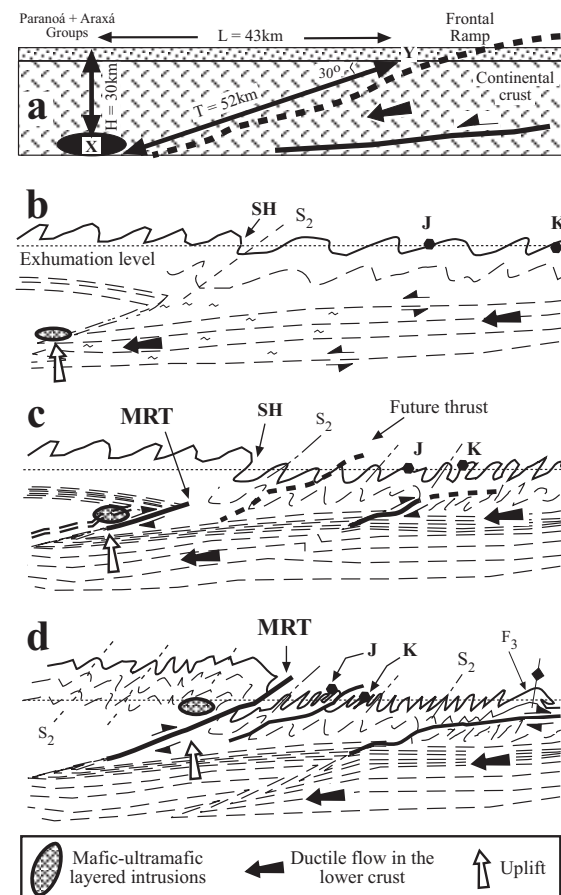 Paranoá + Araxá
Groups
L = 43km
Frontal
Ramp
Y
30º
Continental
crust
a
H = 30km
T = 52km
X
b
SH
S2
J
K
Exhumation level
c
MRT
SH
S2
Future thrust
J
K
d
MRT
J
K
S2
F3
S2
Mafic-ultramafic
layered intrusions
Ductile flow in the
lower crust
Uplift